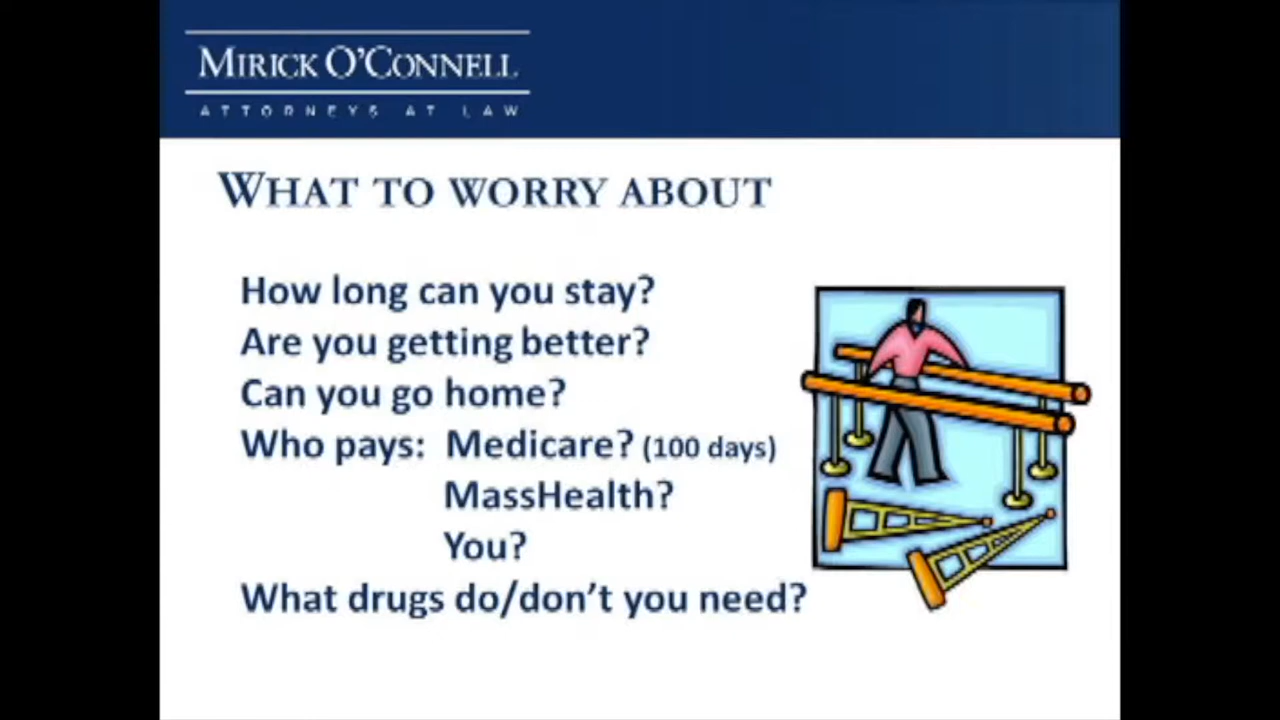 MIRICK O'CONNELL
ATTORNEYS AT LAW
WHAT TO WORRY ABOUT
How long can you stay?
Are you getting better?
Can you go home?
Who pays: Medicare? (100 days)
MassHealth?
You?
What drugs do/don't you need?